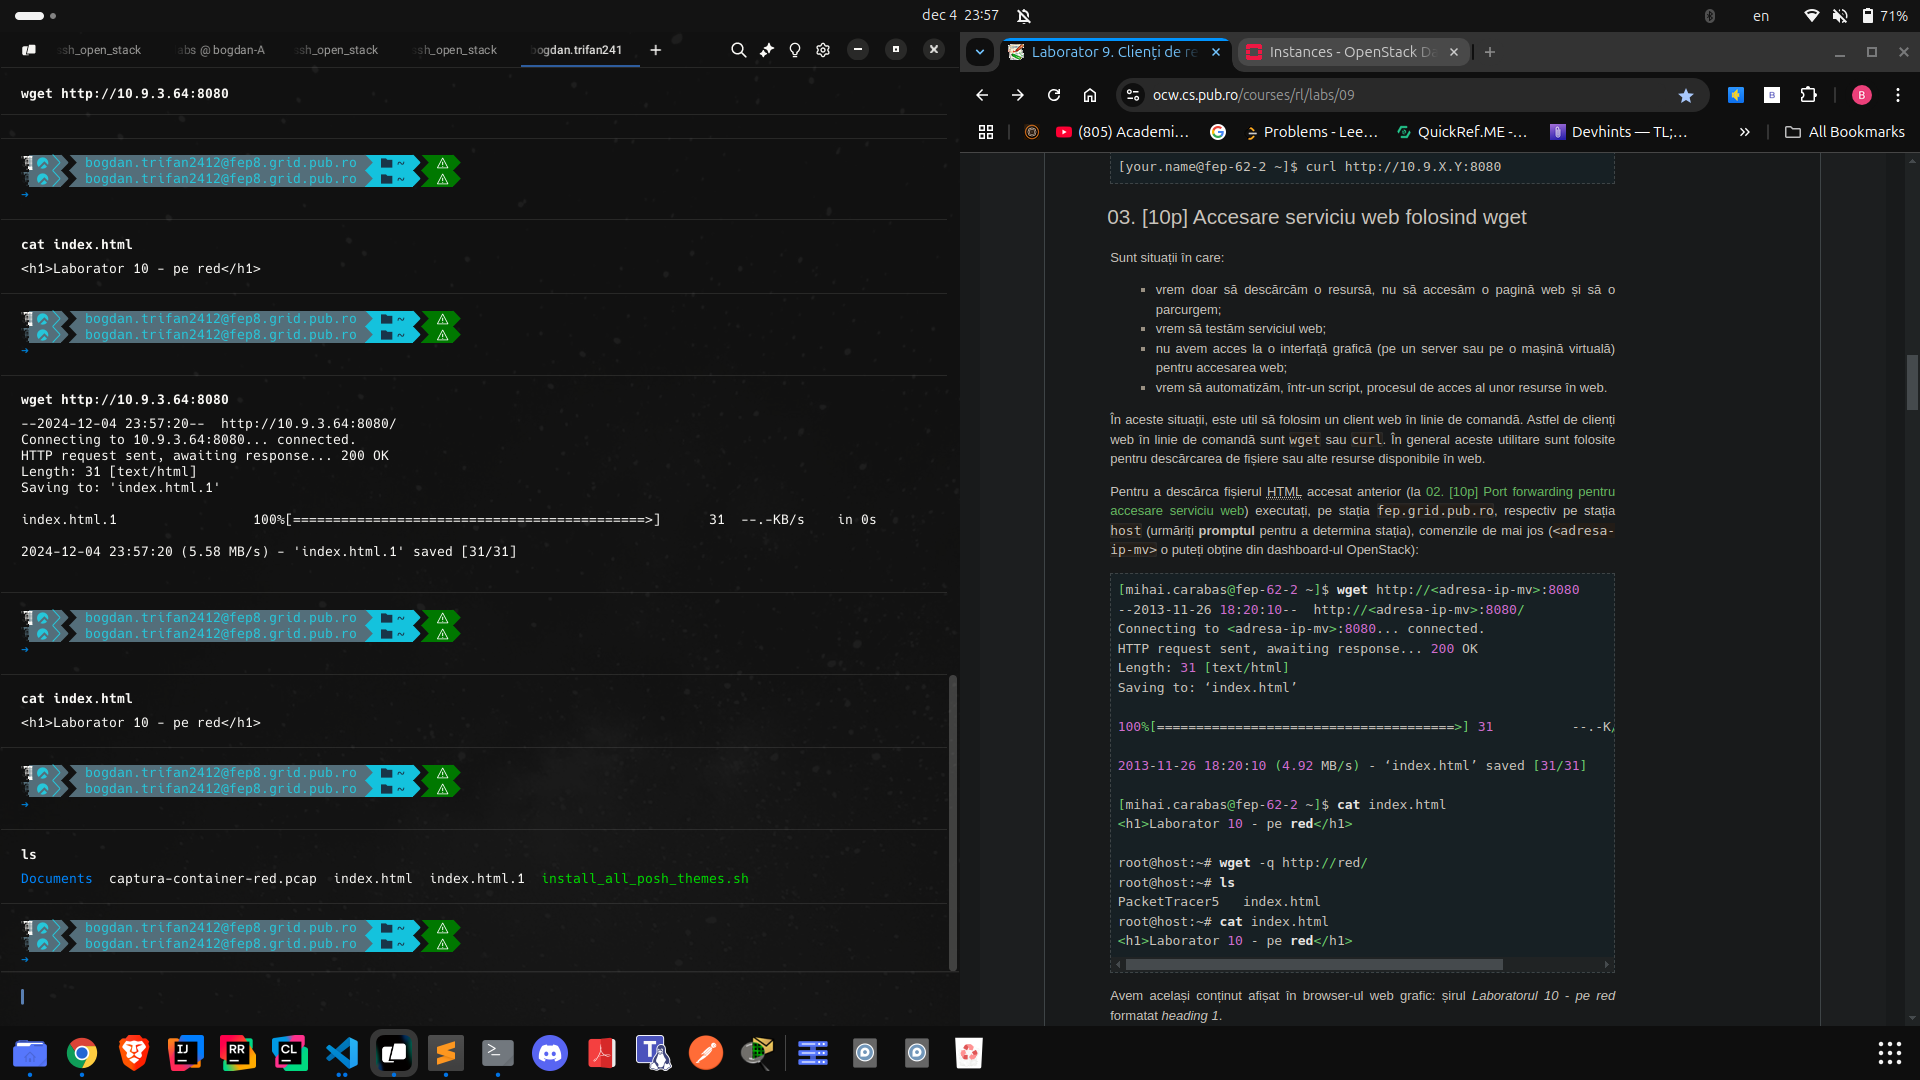 dec 4 23:57
en
71%
ssh_open_stack
abs @ bogdan-A
ssh_open_stack
ssh_open_stack
bogdan.trifan241
wget http://10.9.3.64:8080
bogdan.trifan2412@fep8.grid.pub.ro ~
bogdan.trifan2412@fep8.grid.pub.ro ~
cat index.html
<h1>Laborator 10 - pe red</h1>
bogdan.trifan2412@fep8.grid.pub.ro ~
bogdan.trifan2412@fep8.grid.pub.ro ~
wget http://10.9.3.64:8080
--2024-12-04 23:57:20--  http://10.9.3.64:8080/
Connecting to 10.9.3.64:8080... connected.
HTTP request sent, awaiting response... 200 OK
Length: 31 [text/html]
Saving to: 'index.html.1'
index.html.1 100%[============================================>] 31 --.-KB/s in 0s
2024-12-04 23:57:20 (5.58 MB/s) - 'index.html.1' saved [31/31]
bogdan.trifan2412@fep8.grid.pub.ro ~
bogdan.trifan2412@fep8.grid.pub.ro ~
cat index.html
<h1>Laborator 10 - pe red</h1>
bogdan.trifan2412@fep8.grid.pub.ro ~
bogdan.trifan2412@fep8.grid.pub.ro ~
ls
Documents captura-container-red.pcap index.html index.html.1 install_all_posh_themes.sh
bogdan.trifan2412@fep8.grid.pub.ro ~
bogdan.trifan2412@fep8.grid.pub.ro ~
Laborator 9. Clienți de re
Instances - OpenStack Da
ocw.cs.pub.ro/courses/rl/labs/09
B
B
(805) Academi...
Problems - Lee...
QuickRef.ME -...
Devhints — TL;...
All Bookmarks
[your.name@fep-62-2 ~]$ curl http://10.9.X.Y:8080
03. [10p] Accesare serviciu web folosind wget
Sunt situații în care:
vrem doar să descărcăm o resursă, nu să accesăm o pagină web și să o
parcurgem;
vrem să testăm serviciul web;
nu avem acces la o interfață grafică (pe un server sau pe o mașină virtuală)
pentru accesarea web;
vrem să automatizăm, într-un script, procesul de acces al unor resurse în web.
În aceste situații, este util să folosim un client web în linie de comandă. Astfel de clienți
web în linie de comandă sunt wget sau curl. În general aceste utilitare sunt folosite
pentru descărcarea de fișiere sau alte resurse disponibile în web.
Pentru a descărca fișierul HTML accesat anterior (la 02. [10p] Port forwarding pentru
accesare serviciu web) executați, pe stația fep.grid.pub.ro, respectiv pe stația
host (urmăriți promptul pentru a determina stația), comenzile de mai jos (<adresa-
ip-mv> o puteți obține din dashboard-ul OpenStack):
[mihai.carabas@fep-62-2 ~]$ wget http://<adresa-ip-mv>:8080
--2013-11-26 18:20:10--  http://<adresa-ip-mv>:8080/
Connecting to <adresa-ip-mv>:8080... connected.
HTTP request sent, awaiting response... 200 OK
Length: 31 [text/html]
Saving to: ‘index.html’
100%[======================================>] 31 --.-K/
2013-11-26 18:20:10 (4.92 MB/s) - ‘index.html’ saved [31/31]
[mihai.carabas@fep-62-2 ~]$ cat index.html
<h1>Laborator 10 - pe red</h1>
root@host:~# wget -q http://red/
root@host:~# ls
PacketTracer5 index.html
root@host:~# cat index.html
<h1>Laborator 10 - pe red</h1>
Avem același conținut afișat în browser-ul web grafic: șirul Laboratorul 10 - pe red
formatat heading 1.
IJ
RR
CL
T